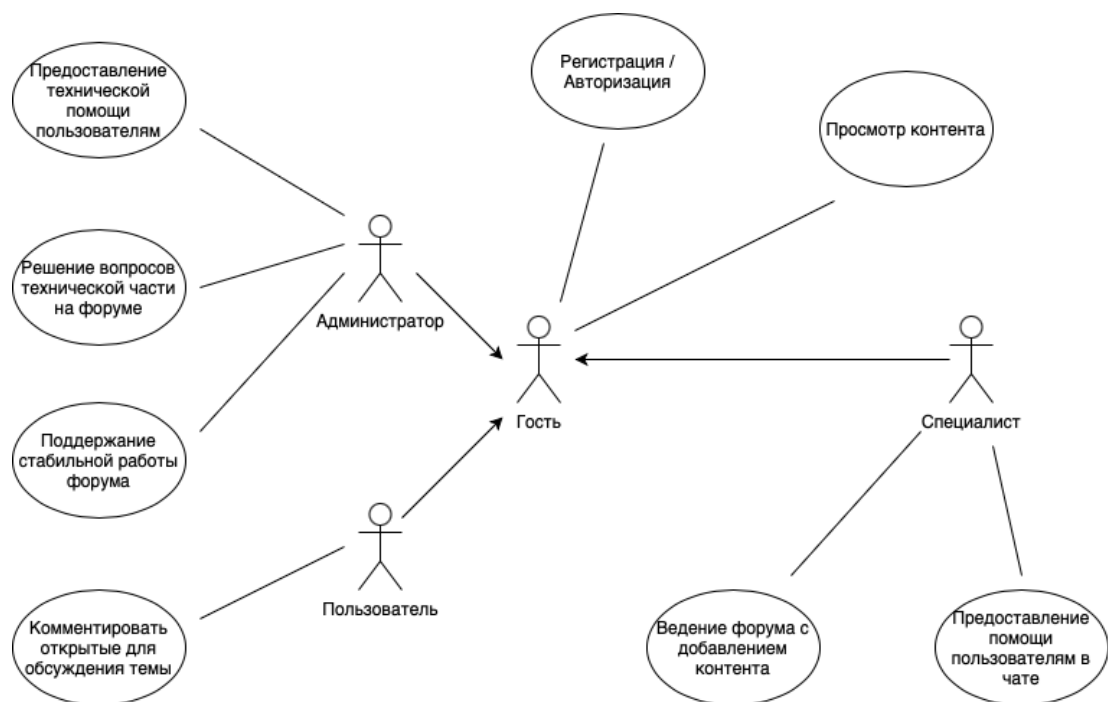 Регистрация /
Авторизация
Предоставление
технической
помощи
пользователям
Просмотр контента
Решение вопросов
технической части
на форуме
Администратор
Гость
Специалист
Поддержание
стабильной работы
форума
Пользователь
Комментировать
открытые для
обсуждения темы
Ведение форума с
добавлением
контента
Предоставление
помощи
пользователям в
чате